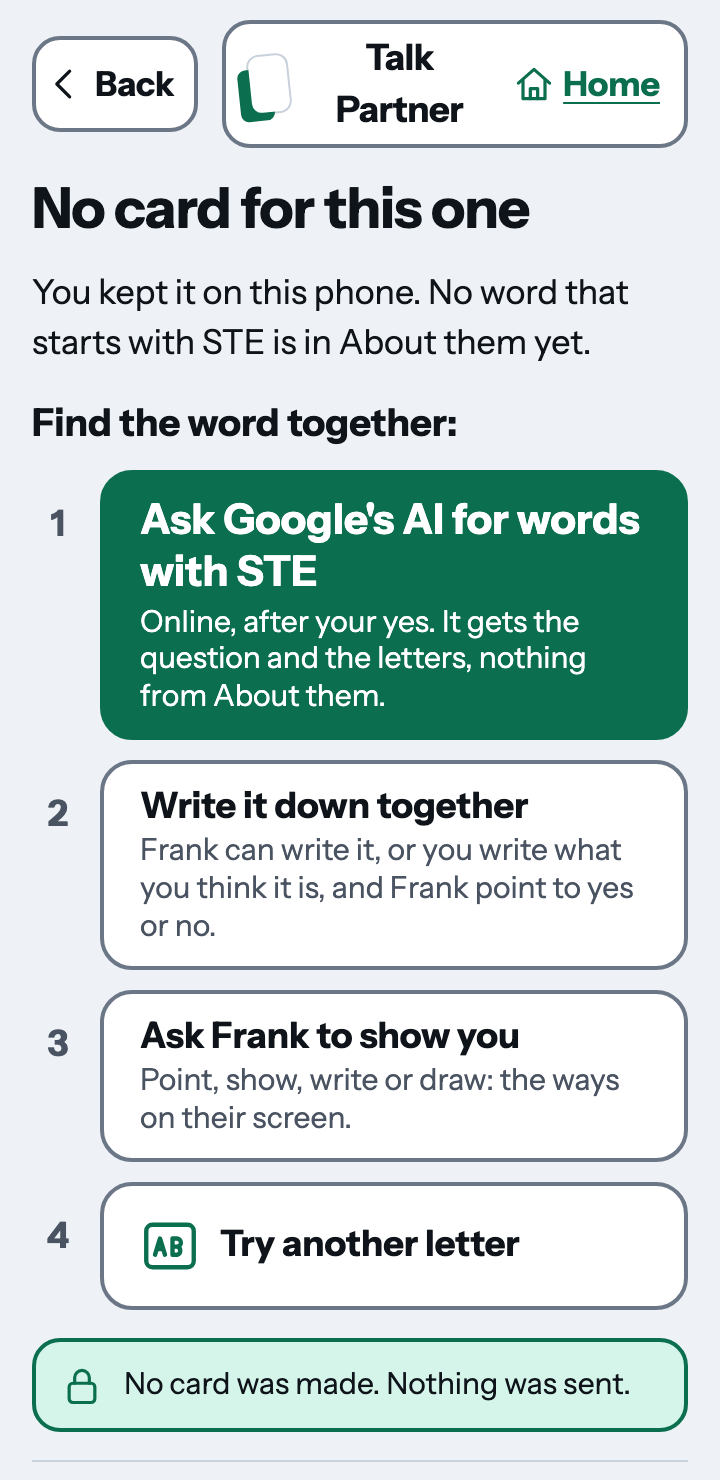 Back
Talk
Partner
Home
No card for this one
You kept it on this phone. No word that
starts with STE is in About them yet.
Find the word together:
1
Ask Google's AI for words
with STE
Online, after your yes. It gets the
question and the letters, nothing
from About them.
2
Write it down together
Frank can write it, or you write what
you think it is, and Frank point to yes
or no.
3
Ask Frank to show you
Point, show, write or draw: the ways
on their screen.
4
AB
Try another letter
No card was made. Nothing was sent.